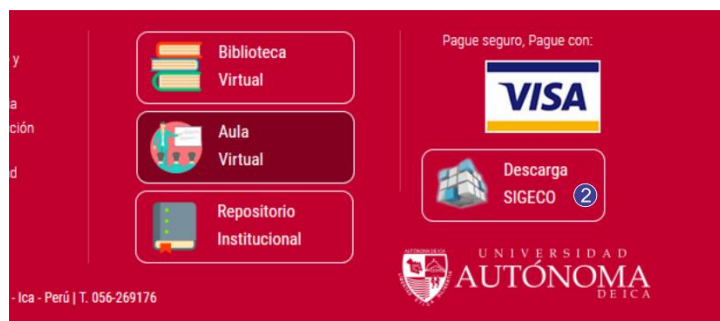 y
a
ción
d
Biblioteca
Virtual
Aula
Virtual
Repositorio
Institucional
Pague seguro, Pague con:
VISA
Descarga
SIGECO 2
UNIVERSIDAD
AUTÓNOMA
DE ICA
- Ica - Perú | T. 056-269176